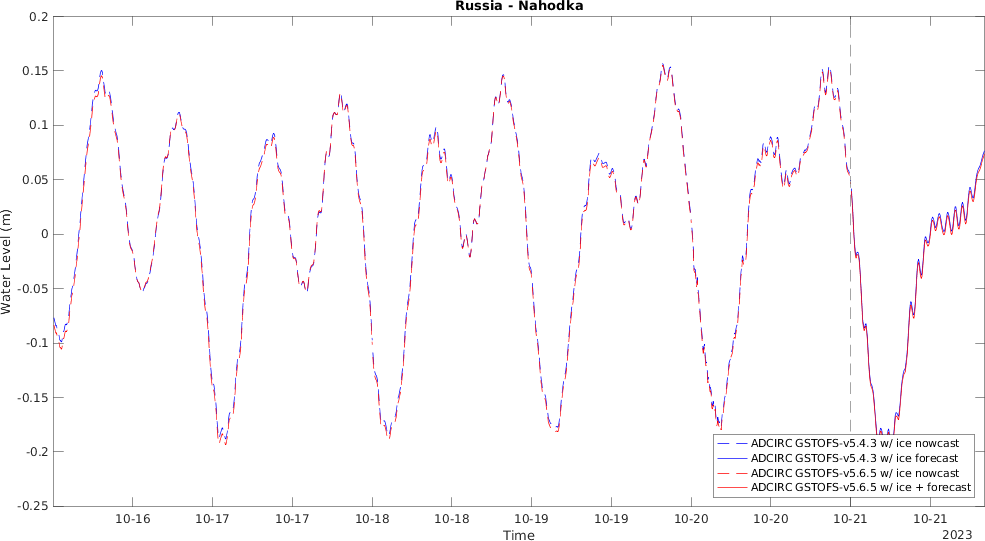 Russia - Nahodka
0.2
0.15
0.1
0.05
0
-0.05
-0.1
-0.15
-0.2
-0.25
Water Level (m)
ADCIRC GSTOFS-v5.4.3 w/ ice nowcast
ADCIRC GSTOFS-v5.4.3 w/ ice forecast
ADCIRC GSTOFS-v5.6.5 w/ ice nowcast
ADCIRC GSTOFS-v5.6.5 w/ ice + forecast
10-16 10-17 10-17 10-18 10-18 10-19 10-19 10-20 10-20 10-21 10-21
Time
2023